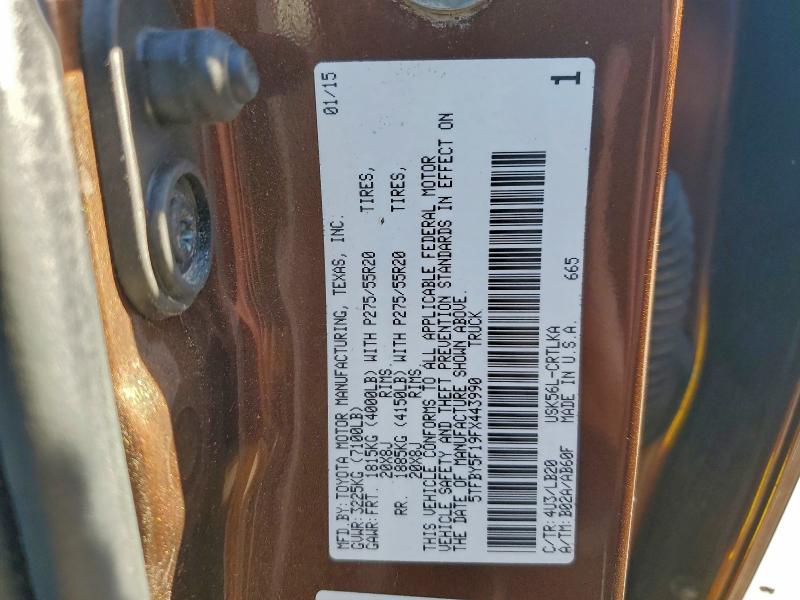 MFD.BY:TOYOTA MOTOR MANUFACTURING, TEXAS, INC. 01/15
GVWR:3225KG (7100LB)
GAWR:FRT. 1815KG (4000LB) WITH P275/55R20 TIRES,
20X8J RIMS.
RR. 1885KG (4150LB) WITH P275/55R20 TIRES,
20X8J RIMS.
THIS VEHICLE CONFORMS TO ALL APPLICABLE FEDERAL MOTOR
VEHICLE SAFETY AND THEFT PREVENTION STANDARDS IN EFFECT ON
THE DATE OF MANUFACTURE SHOWN ABOVE.
5TFBY5F19FX443990 TRUCK
C/TR:4U3/LB20 USK56L-CRTLKA
A/TM:B02A/AB60F MADE IN U.S.A. 665
1